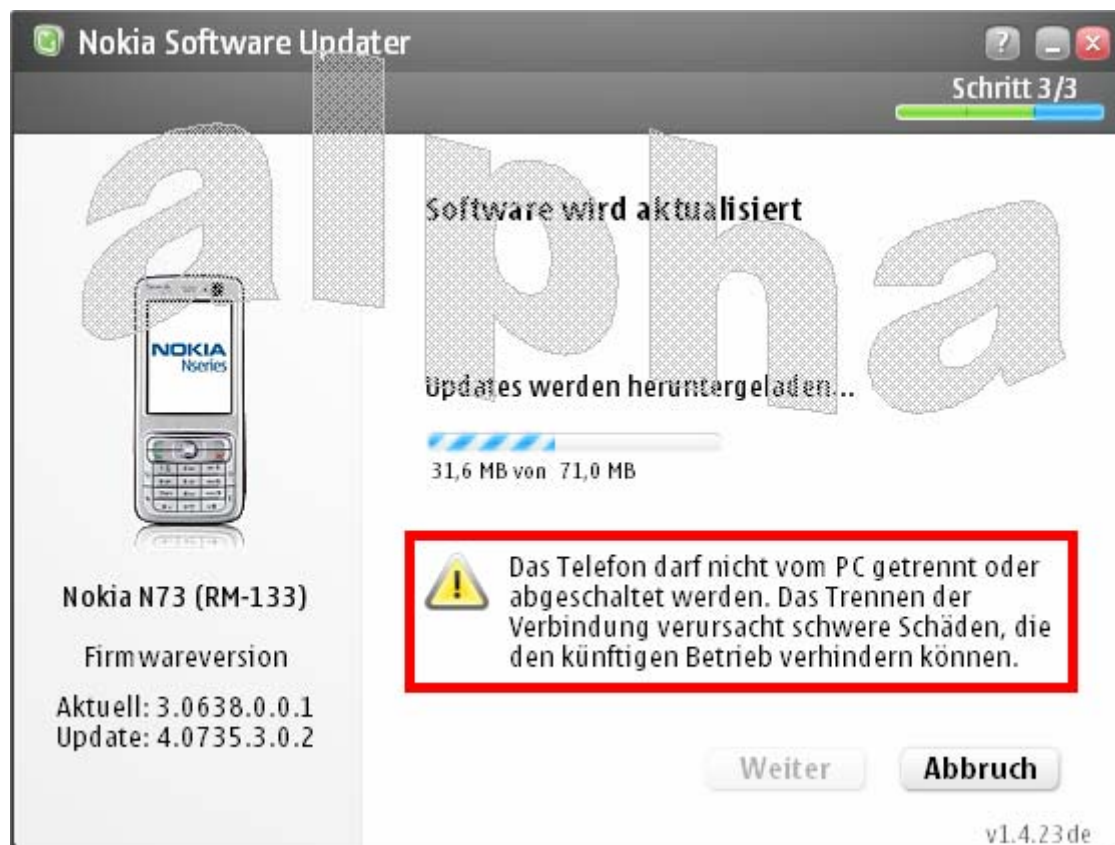 Nokia Software Updater
Schritt 3/3
alpha
Software wird aktualisiert
NOKIA
Nseries
Updates werden heruntergeladen...
31,6 MB von 71,0 MB
Das Telefon darf nicht vom PC getrennt oder
abgeschaltet werden. Das Trennen der
Verbindung verursacht schwere Schäden, die
den künftigen Betrieb verhindern können.
Nokia N73 (RM-133)
Firmwareversion
Aktuell: 3.0638.0.0.1
Update: 4.0735.3.0.2
Weiter
Abbruch
v1.4.23de